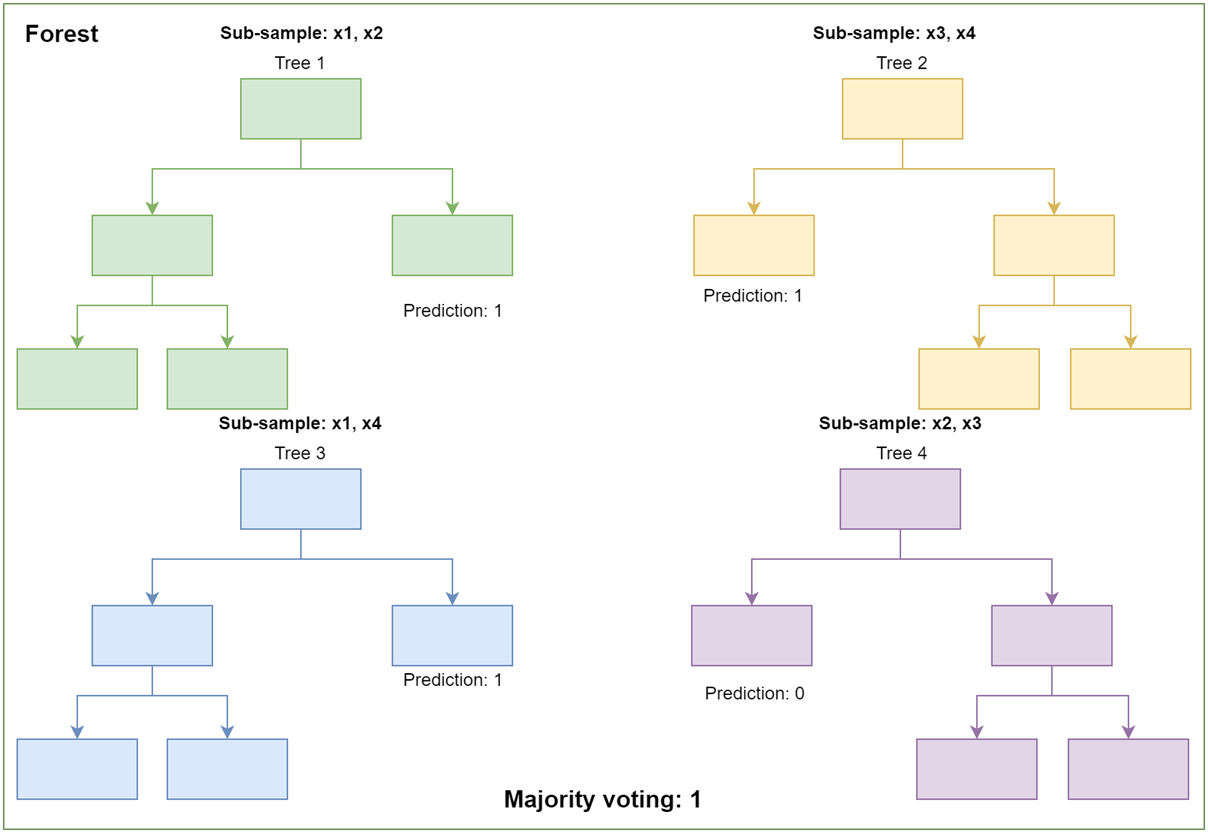 Forest
Sub-sample: x1, x2
Tree 1
Prediction: 1
Sub-sample: x3, x4
Tree 2
Prediction: 1
Sub-sample: x1, x4
Tree 3
Prediction: 1
Sub-sample: x2, x3
Tree 4
Prediction: 0
Majority voting: 1